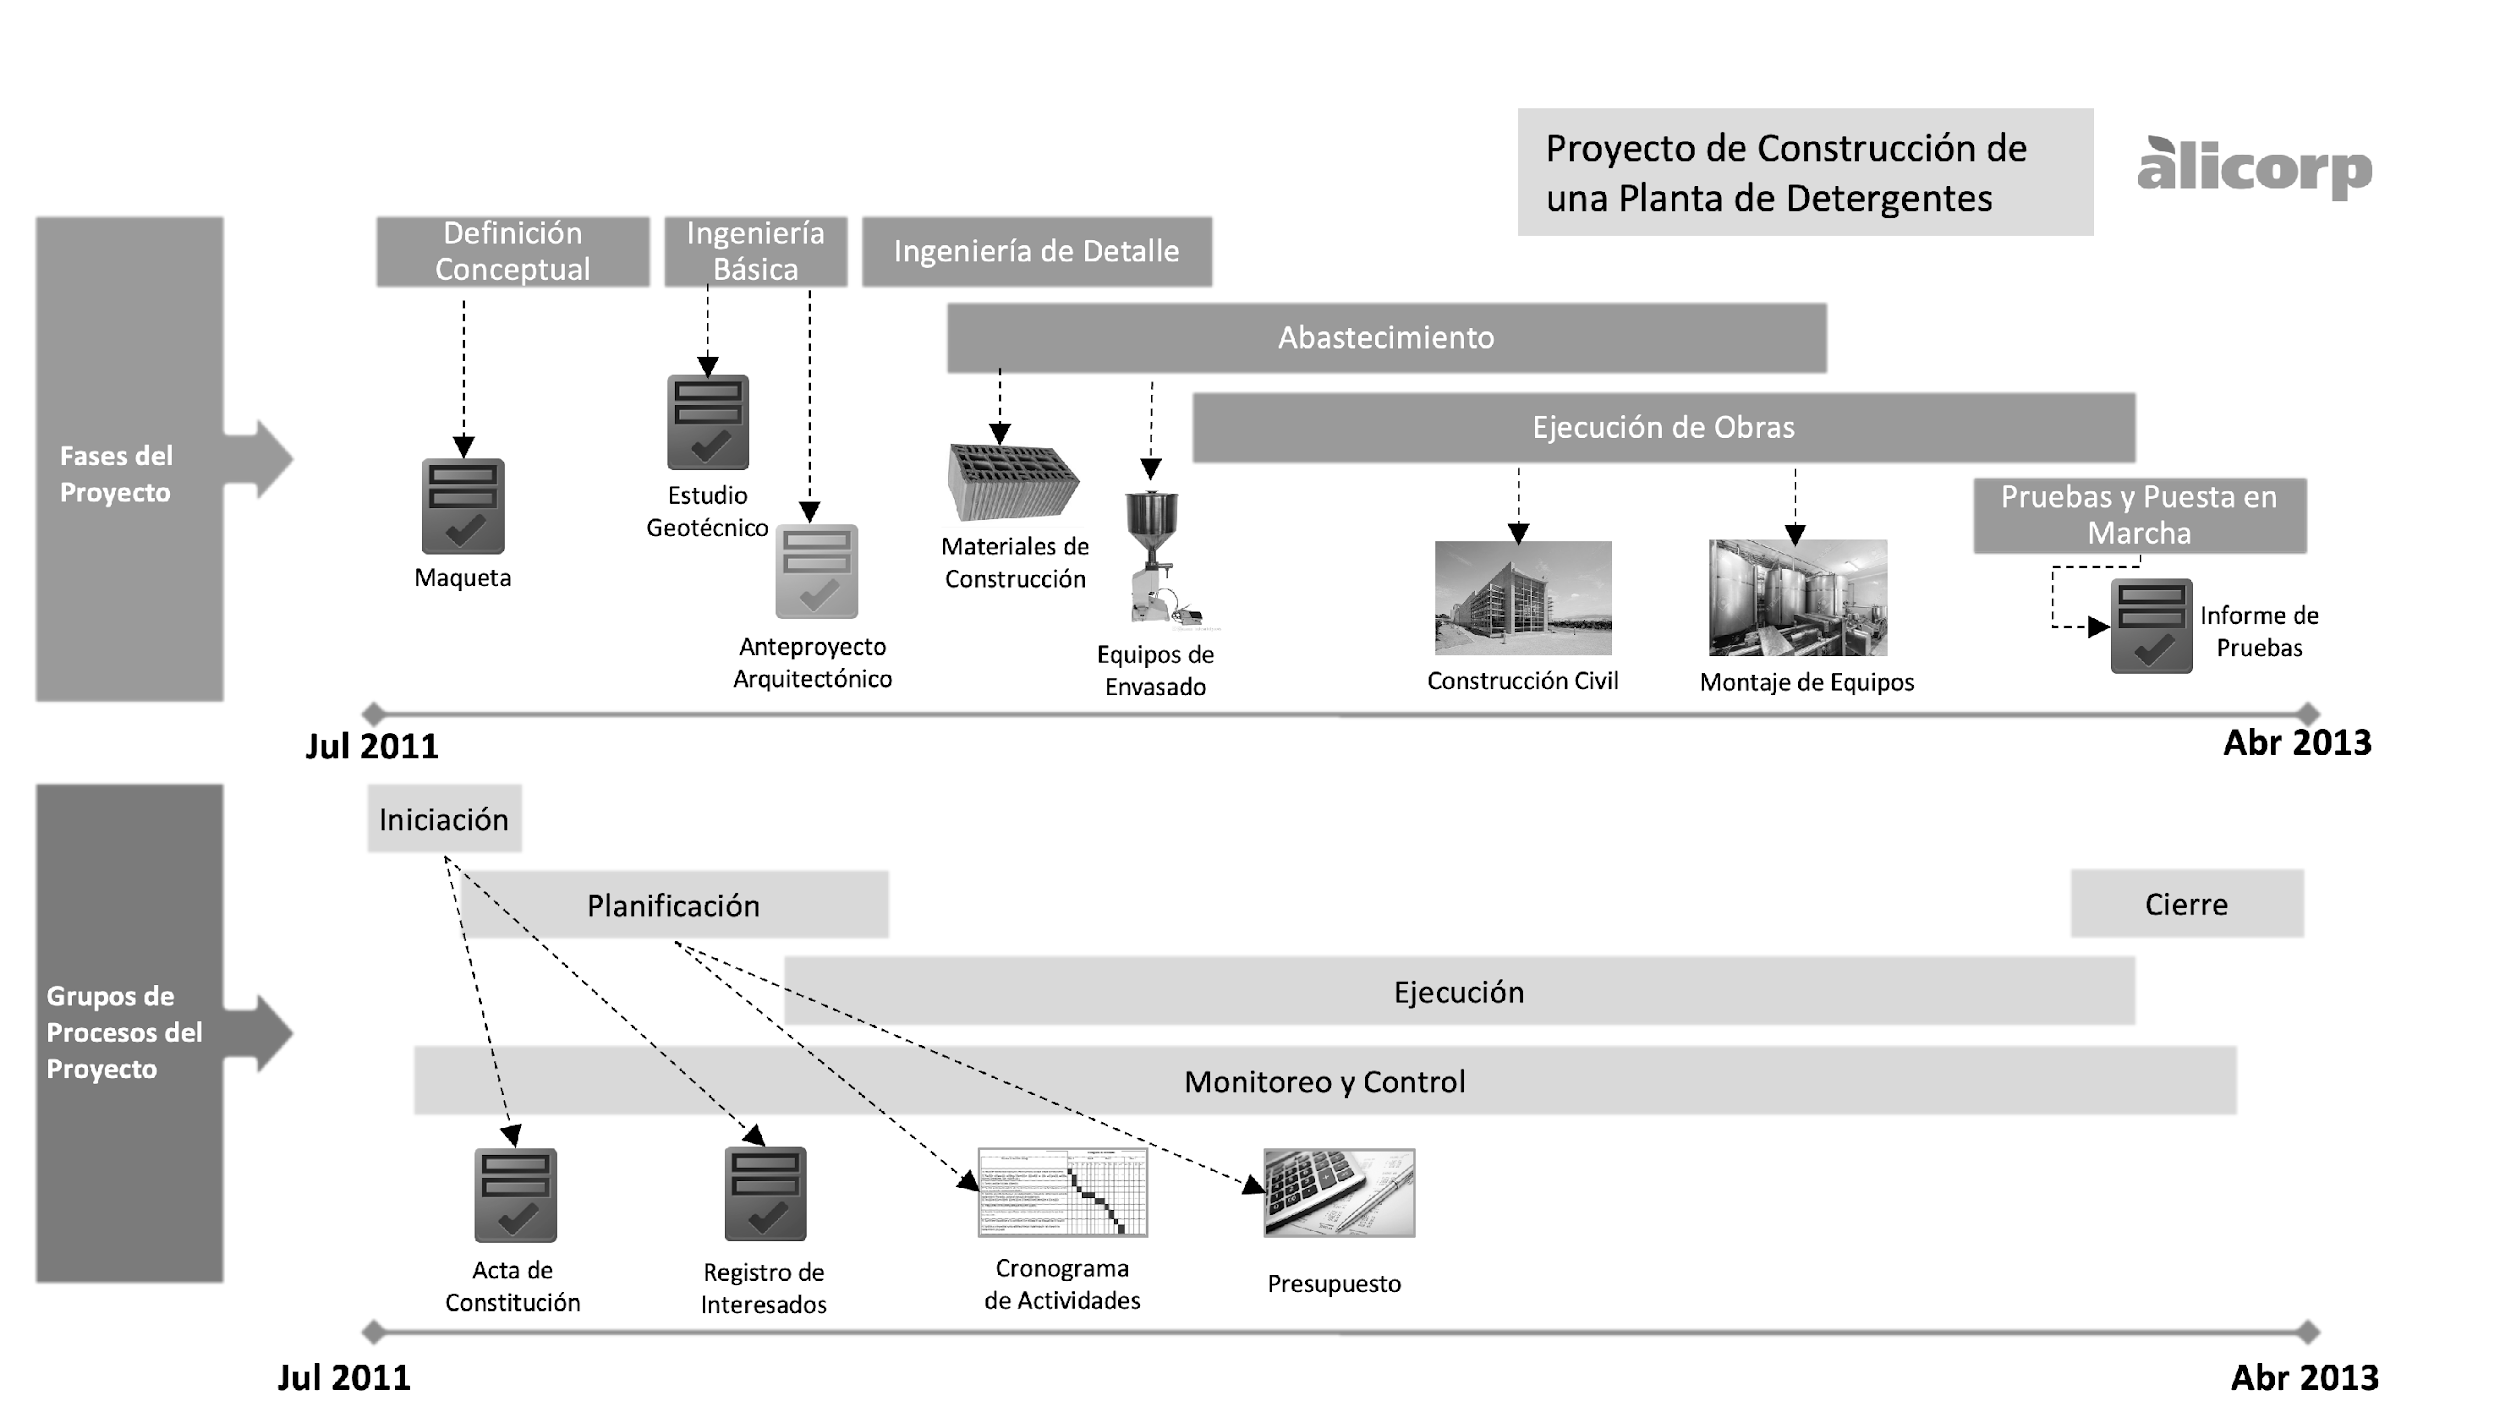 Proyecto de Construcción de
una Planta de Detergentes
alicorp
Fases del
Proyecto
Definición
Conceptual
Ingeniería
Básica
Ingeniería de Detalle
Abastecimiento
Ejecución de Obras
Pruebas y Puesta en
Marcha
Maqueta
Estudio
Geotécnico
Anteproyecto
Arquitectónico
Materiales de
Construcción
Equipos de
Envasado
Construcción Civil
Montaje de Equipos
Informe de
Pruebas
Jul 2011
Abr 2013
Grupos de
Procesos del
Proyecto
Iniciación
Planificación
Cierre
Ejecución
Monitoreo y Control
Acta de
Constitución
Registro de
Interesados
Cronograma
de Actividades
Presupuesto
Jul 2011
Abr 2013